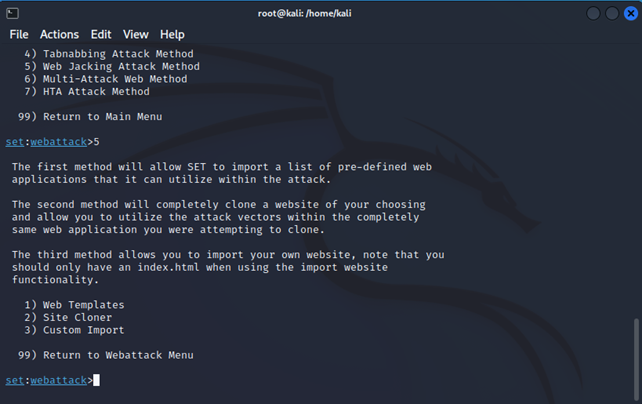 root@kali: /home/kali
File Actions Edit View Help
4) Tabnabbing Attack Method
5) Web Jacking Attack Method
6) Multi-Attack Web Method
7) HTA Attack Method
99) Return to Main Menu
set:webattack>5
The first method will allow SET to import a list of pre-defined web
applications that it can utilize within the attack.
The second method will completely clone a website of your choosing
and allow you to utilize the attack vectors within the completely
same web application you were attempting to clone.
The third method allows you to import your own website, note that you
should only have an index.html when using the import website
functionality.
1) Web Templates
2) Site Cloner
3) Custom Import
99) Return to Webattack Menu
set:webattack>